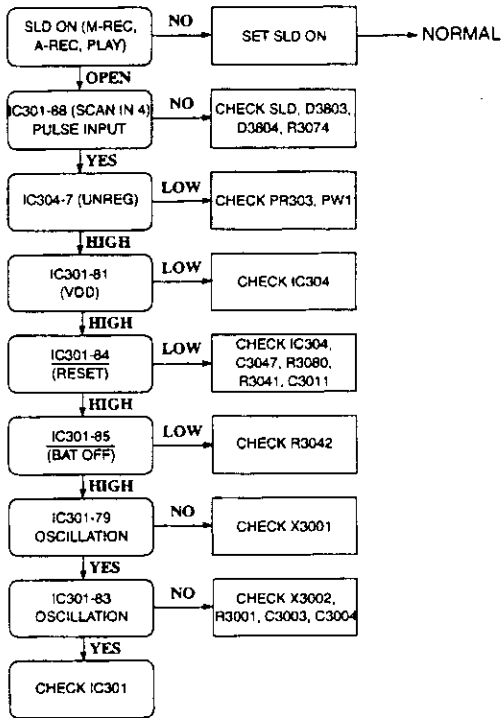 SLD ON (M-REC,
A-REC, PLAY)
NO
SET SLD ON
NORMAL
OPEN
IC301-88 (SCAN IN 4)
PULSE INPUT
NO
CHECK SLD, D3803,
D3804, R3074
YES
IC304-7 (UNREG)
LOW
CHECK PR303, PW1
HIGH
IC301-81
(VDD)
LOW
CHECK IC304
HIGH
IC301-84
(RESET)
LOW
CHECK IC304,
C3047, R3080,
R3041, C3011
HIGH
IC301-85
(BAT OFF)
LOW
CHECK R3042
HIGH
IC301-79
OSCILLATION
NO
CHECK X3001
YES
IC301-83
OSCILLATION
NO
CHECK X3002,
R3001, C3003, C3004
YES
CHECK IC301